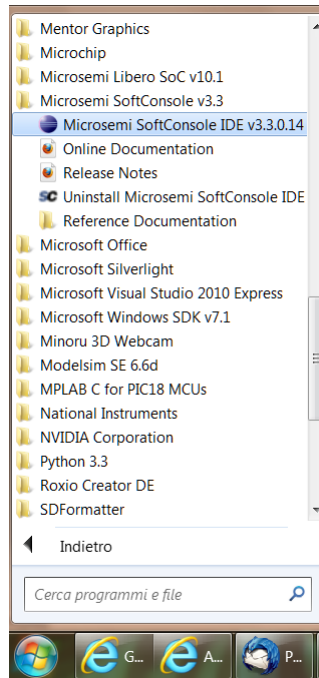 Mentor Graphics
Microchip
Microsemi Libero SoC v10.1
Microsemi SoftConsole v3.3
Microsemi SoftConsole IDE v3.3.0.14
Online Documentation
Release Notes
SC Uninstall Microsemi SoftConsole IDE
Reference Documentation
Microsoft Office
Microsoft Silverlight
Microsoft Visual Studio 2010 Express
Microsoft Windows SDK v7.1
Minoru 3D Webcam
Modelsim SE 6.6d
MPLAB C for PIC18 MCUs
National Instruments
NVIDIA Corporation
Python 3.3
Roxio Creator DE
SDFormatter
Indietro
Cerca programmi e file
G... A... P...